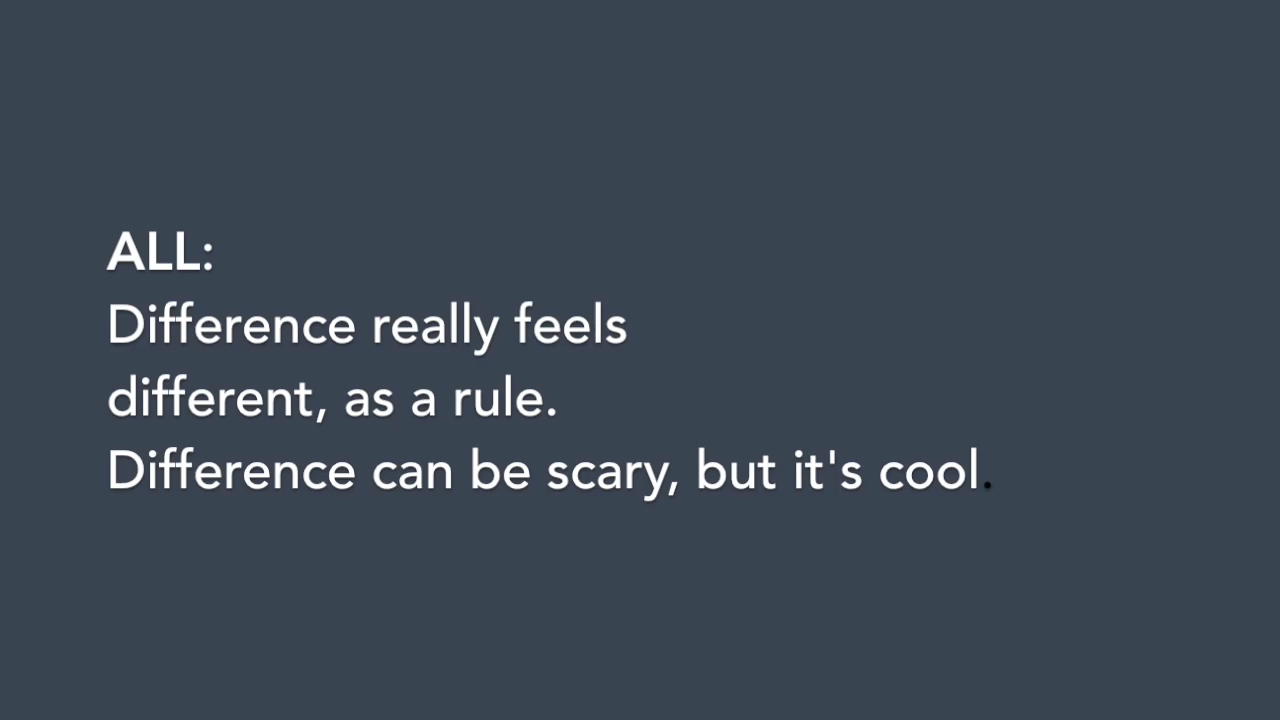 ALL:
Difference really feels
different, as a rule.
Difference can be scary, but it's cool.